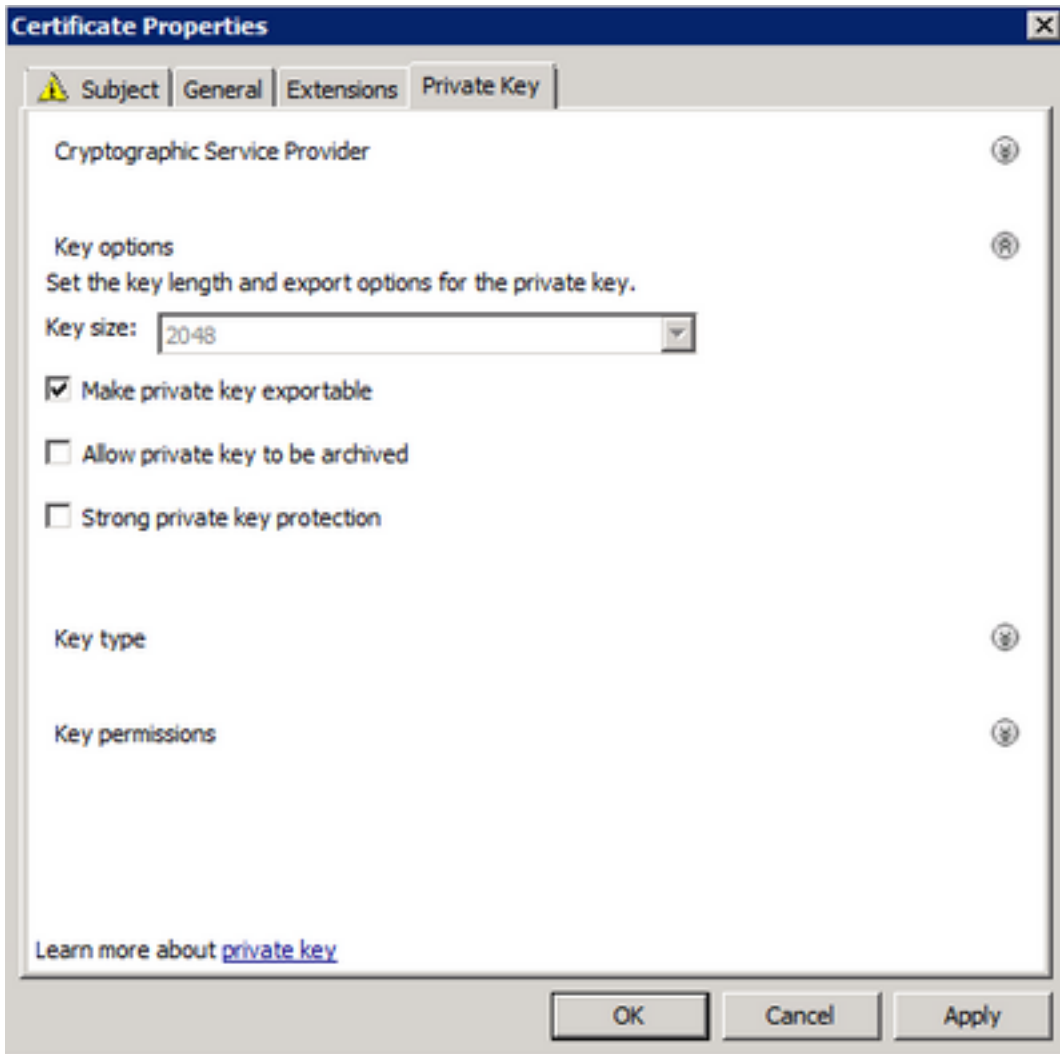 Certificate Properties
Subject General Extensions Private Key
Cryptographic Service Provider
Key options
Set the key length and export options for the private key.
Key size: 2048
Make private key exportable
Allow private key to be archived
Strong private key protection
Key type
Key permissions
Learn more about private key
OK Cancel Apply